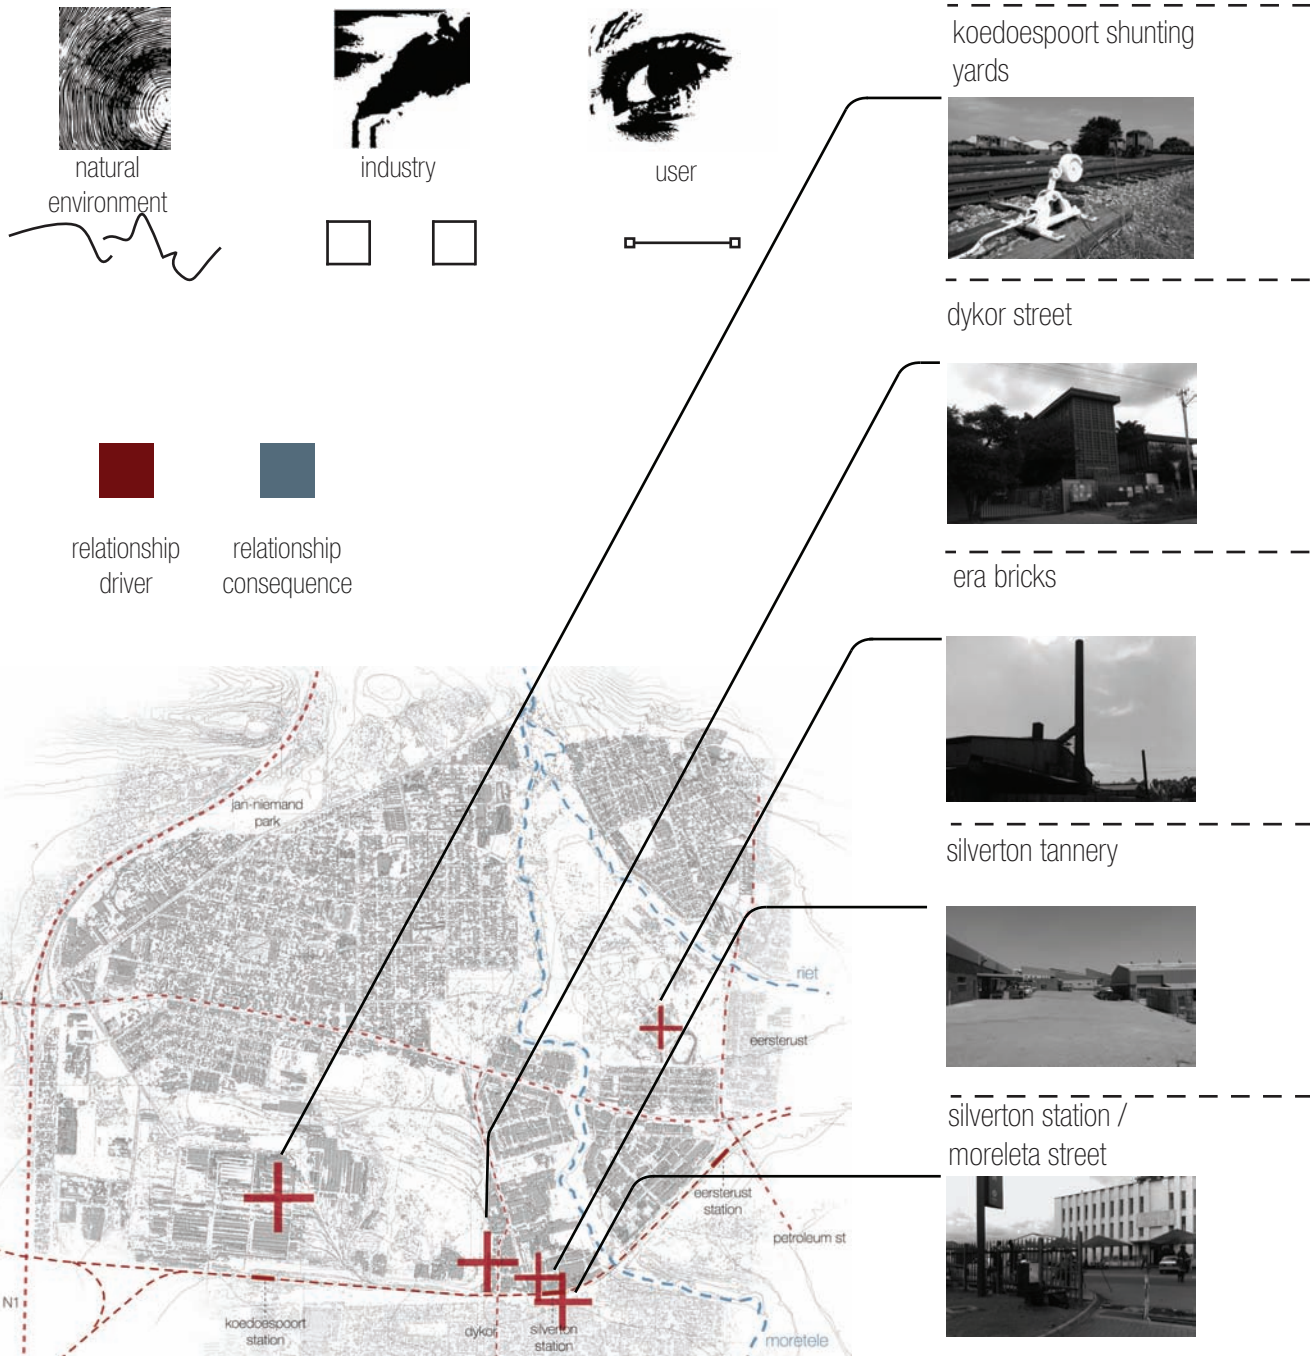 natural
environment
industry
user
relationship
driver
relationship
consequence
koedoespoort shunting
yards
dykor street
era bricks
silverton tannery
silverton station /
moreleta street
jan-niemand
park
riet
eersterust
eersterust
station
petroleum st
N1
koedoespoort
station
dykor
silverton
station
moretele